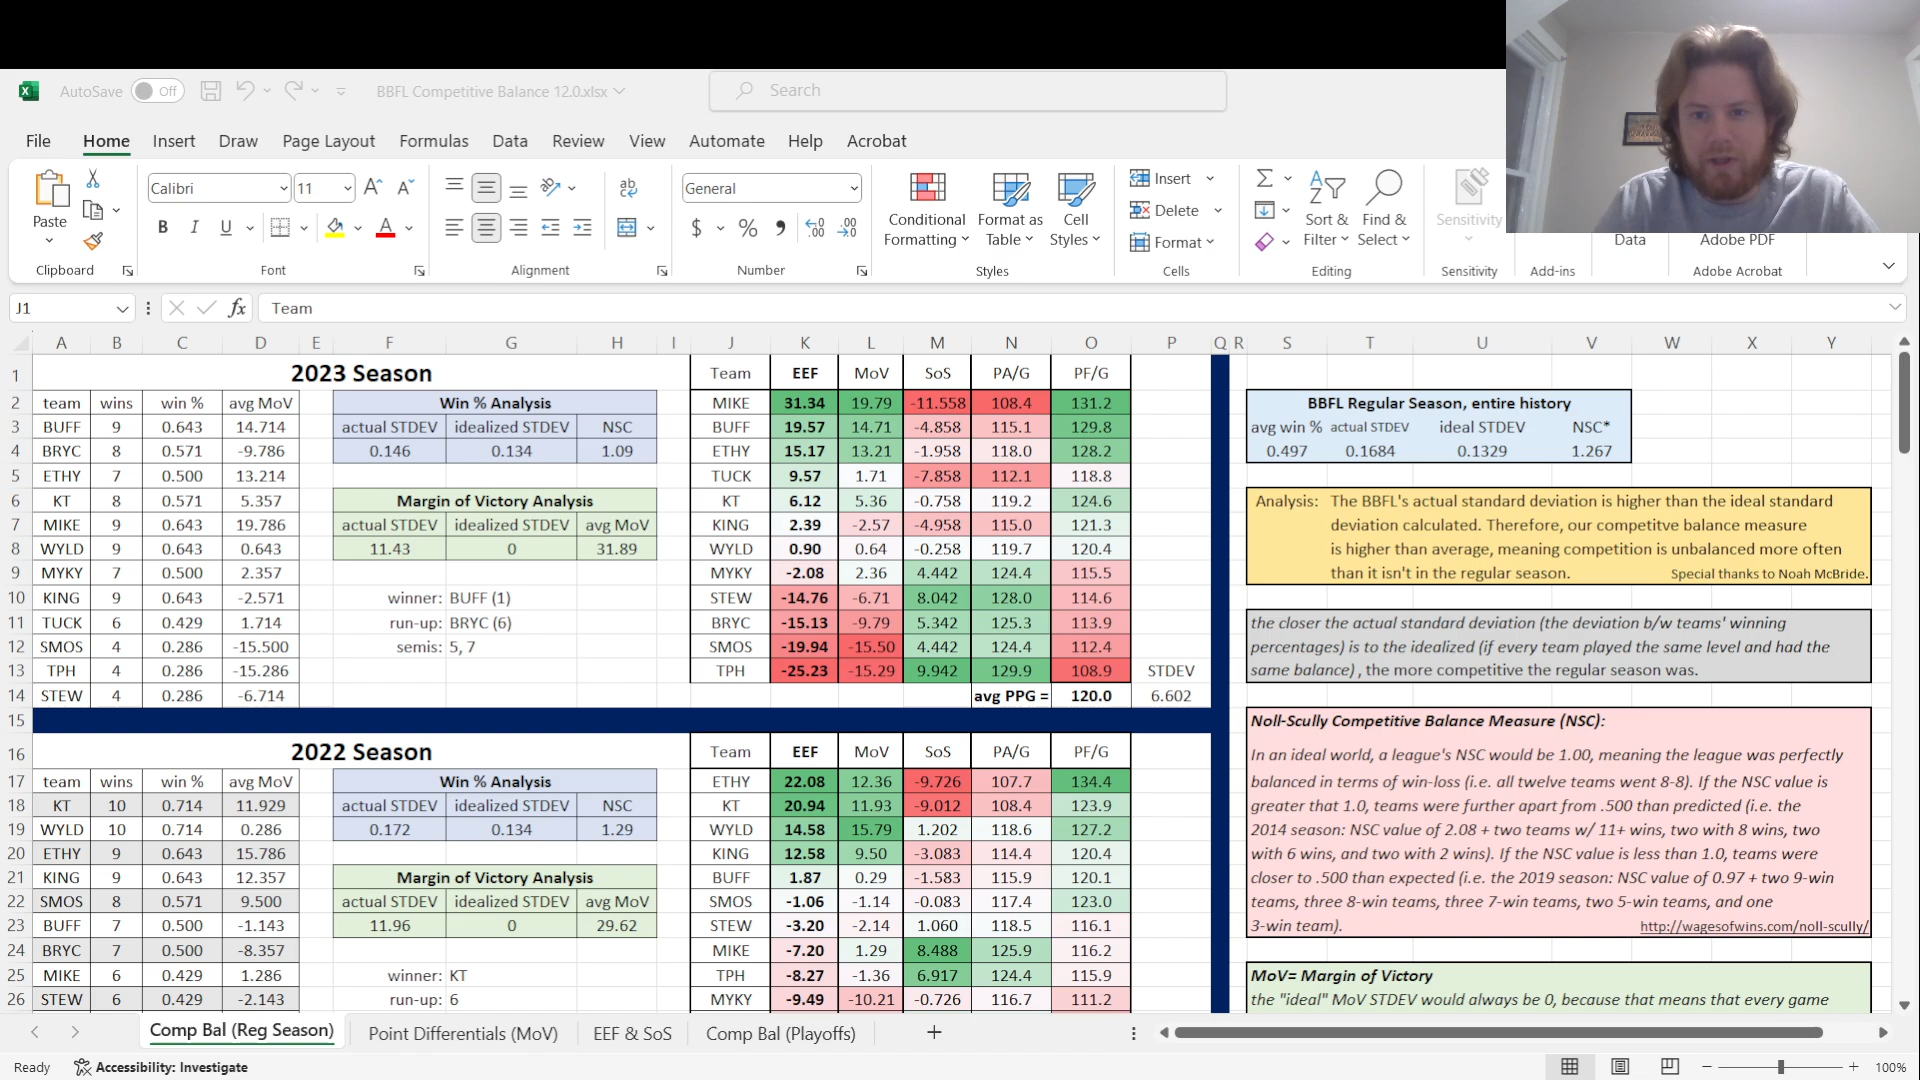 AutoSave Off BBFL Competitive Balance 12.0.xlsx Search
File Home Insert Draw Page Layout Formulas Data Review View Automate Help Acrobat
Paste Calibri 11 General Conditional Formatting Format as Table Cell Styles Insert Delete Format Sort & Filter Find & Select Sensitivity Data Adobe PDF
Clipboard Font Alignment Number Styles Cells Editing Sensitivity Add-ins Adobe Acrobat
J1 fx Team
A B C D E F G H I J K L M N O P Q R S T U V W X Y
1 2023 Season Team EEF MoV SoS PA/G PF/G
2 team wins win % avg MoV Win % Analysis MIKE 31.34 19.79 -11.558 108.4 131.2 BBFL Regular Season, entire history
3 BUFF 9 0.643 14.714 actual STDEV idealized STDEV NSC BUFF 19.57 14.71 -4.858 115.1 129.8 avg win % actual STDEV ideal STDEV NSC*
4 BRYC 8 0.571 -9.786 0.146 0.134 1.09 ETHY 15.17 13.21 -1.958 118.0 128.2 0.497 0.1684 0.1329 1.267
5 ETHY 7 0.500 13.214 TUCK 9.57 1.71 -7.858 112.1 118.8
6 KT 8 0.571 5.357 Margin of Victory Analysis KT 6.12 5.36 -0.758 119.2 124.6 Analysis: The BBFL's actual standard deviation is higher than the ideal standard
7 MIKE 9 0.643 19.786 actual STDEV idealized STDEV avg MoV KING 2.39 -2.57 -4.958 115.0 121.3 deviation calculated. Therefore, our competitve balance measure
8 WYLD 9 0.643 0.643 11.43 0 31.89 WYLD 0.90 0.64 -0.258 119.7 120.4 is higher than average, meaning competition is unbalanced more often
9 MYKY 7 0.500 2.357 MYKY -2.08 2.36 4.442 124.4 115.5 than it isn't in the regular season. Special thanks to Noah McBride.
10 KING 9 0.643 -2.571 winner: BUFF (1) STEW -14.76 -6.71 8.042 128.0 114.6
11 TUCK 6 0.429 1.714 run-up: BRYC (6) BRYC -15.13 -9.79 5.342 125.3 113.9 the closer the actual standard deviation (the deviation b/w teams' winning
12 SMOS 4 0.286 -15.500 semis: 5, 7 SMOS -19.94 -15.50 4.442 124.4 112.4 percentages) is to the idealized (if every team played the same level and had the
13 TPH 4 0.286 -15.286 TPH -25.23 -15.29 9.942 129.9 108.9 STDEV same balance) , the more competitive the regular season was.
14 STEW 4 0.286 -6.714 avg PPG = 120.0 6.602
15 Noll-Scully Competitive Balance Measure (NSC):
16 2022 Season Team EEF MoV SoS PA/G PF/G In an ideal world, a league's NSC would be 1.00, meaning the league was perfectly
17 team wins win % avg MoV Win % Analysis ETHY 22.08 12.36 -9.726 107.7 134.4 balanced in terms of win-loss (i.e. all twelve teams went 8-8). If the NSC value is
18 KT 10 0.714 11.929 actual STDEV idealized STDEV NSC KT 20.94 11.93 -9.012 108.4 123.9 greater that 1.0, teams were further apart from .500 than predicted (i.e. the
19 WYLD 10 0.714 0.286 0.172 0.134 1.29 WYLD 14.58 15.79 1.202 118.6 127.2 2014 season: NSC value of 2.08 + two teams w/ 11+ wins, two with 8 wins, two
20 ETHY 9 0.643 15.786 KING 12.58 9.50 -3.083 114.4 120.4 with 6 wins, and two with 2 wins). If the NSC value is less than 1.0, teams were
21 KING 9 0.643 12.357 Margin of Victory Analysis BUFF 1.87 0.29 -1.583 115.9 120.1 closer to .500 than expected (i.e. the 2019 season: NSC value of 0.97 + two 9-win
22 SMOS 8 0.571 9.500 actual STDEV idealized STDEV avg MoV SMOS -1.06 -1.14 -0.083 117.4 123.0 teams, three 8-win teams, three 7-win teams, two 5-win teams, and one
23 BUFF 7 0.500 -1.143 11.96 0 29.62 STEW -3.20 -2.14 1.060 118.5 116.1 3-win team). http://wagesofwins.com/noll-scully/
24 BRYC 7 0.500 -8.357 MIKE -7.20 1.29 8.488 125.9 116.2
25 MIKE 6 0.429 1.286 winner: KT TPH -8.27 -1.36 6.917 124.4 115.9 MoV= Margin of Victory
26 STEW 6 0.429 -2.143 run-up: 6 MYKY -9.49 -10.21 -0.726 116.7 111.2 the "ideal" MoV STDEV would always be 0, because that means that every game
Comp Bal (Reg Season) Point Differentials (MoV) EEF & SoS Comp Bal (Playoffs)
Ready Accessibility: Investigate 100%